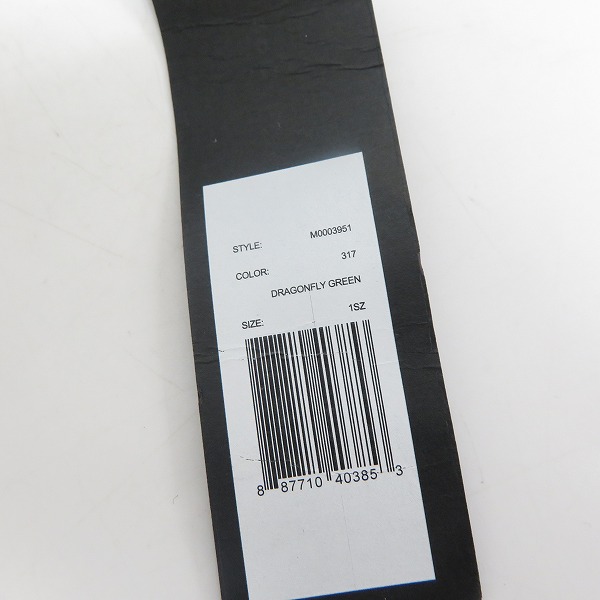 STYLE: M0003951
COLOR: 317
DRAGONFLY GREEN
SIZE: 1SZ
8 87710 40385 3